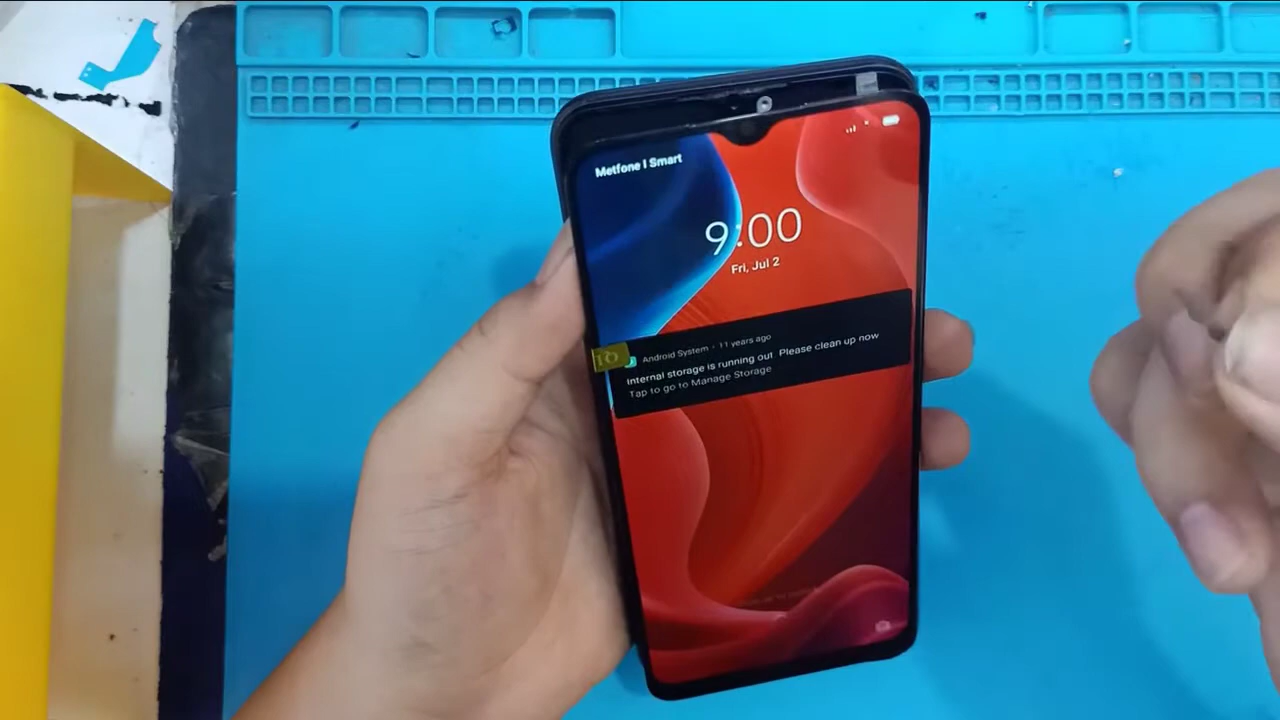 Metfone | Smart
9:00
Fri, Jul 2
Android System • 11 years ago
Internal storage is running out Please clean up now
Tap to go to Manage Storage